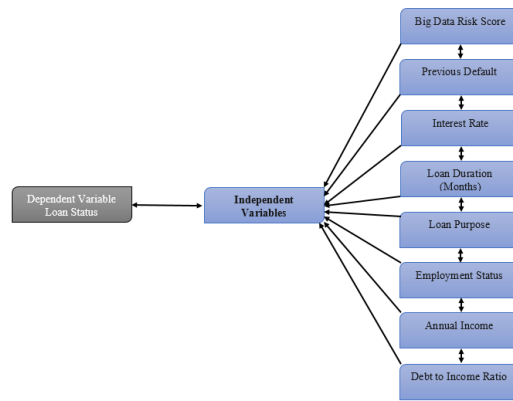 Big Data Risk Score
Previous Default
Interest Rate
Loan Duration
(Months)
Dependent Variable
Loan Status
Independent
Variables
Loan Purpose
Employment Status
Annual Income
Debt to Income Ratio